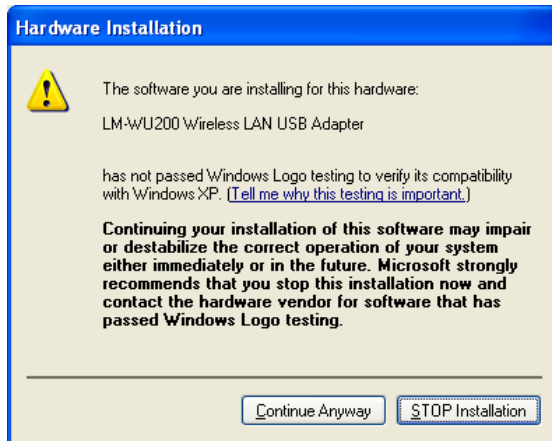 Hardware Installation
The software you are installing for this hardware:
LM-WU200 Wireless LAN USB Adapter
has not passed Windows Logo testing to verify its compatibility
with Windows XP. (Tell me why this testing is important.)
Continuing your installation of this software may impair
or destabilize the correct operation of your system
either immediately or in the future. Microsoft strongly
recommends that you stop this installation now and
contact the hardware vendor for software that has
passed Windows Logo testing.
Continue Anyway
STOP Installation